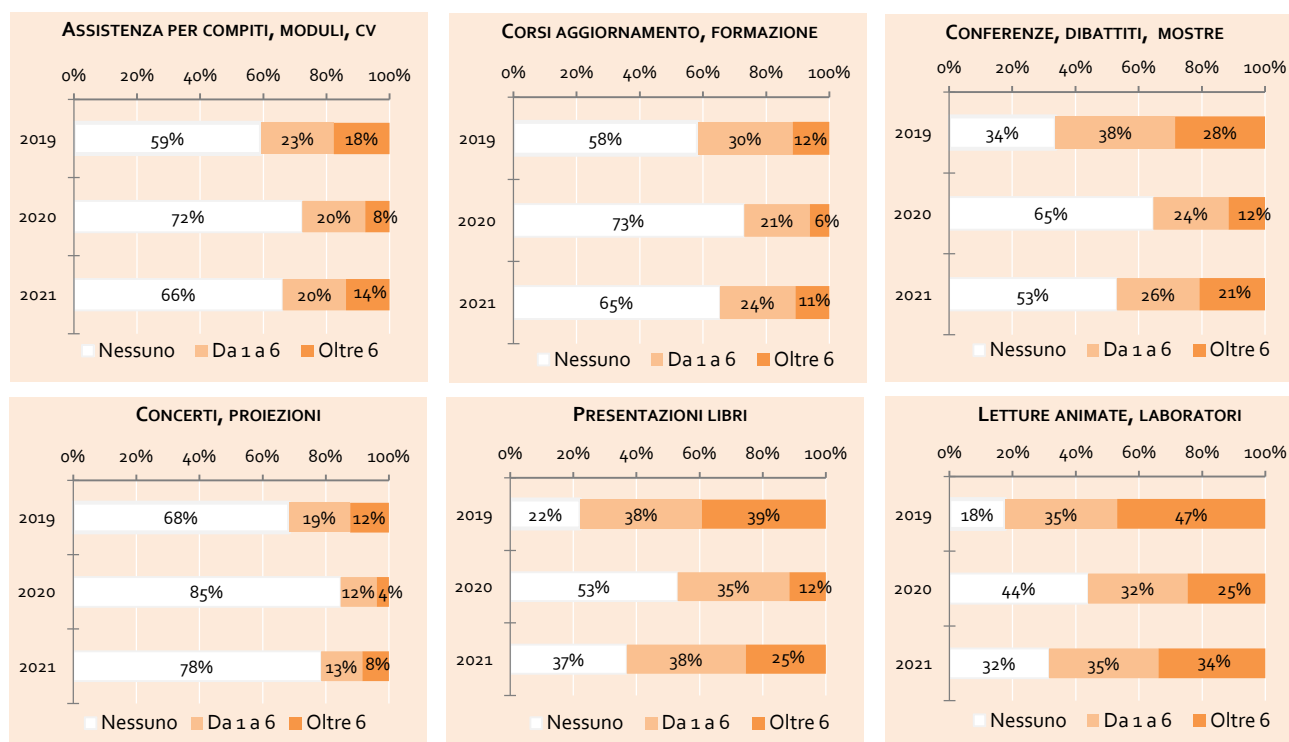 ASSISTENZA PER COMPITI, MODULI, CV
0% 20% 40% 60% 80% 100%
2019 59% 23% 18%
2020 72% 20% 8%
2021 66% 20% 14%
Nessuno Da 1 a 6 Oltre 6
CORSI AGGIORNAMENTO, FORMAZIONE
0% 20% 40% 60% 80% 100%
2019 58% 30% 12%
2020 73% 21% 6%
2021 65% 24% 11%
Nessuno Da 1 a 6 Oltre 6
CONFERENZE, DIBATTITI, MOSTRE
0% 20% 40% 60% 80% 100%
2019 34% 38% 28%
2020 65% 24% 12%
2021 53% 26% 21%
Nessuno Da 1 a 6 Oltre 6
CONCERTI, PROIEZIONI
0% 20% 40% 60% 80% 100%
2019 68% 19% 12%
2020 85% 12% 4%
2021 78% 13% 8%
Nessuno Da 1 a 6 Oltre 6
PRESENTAZIONI LIBRI
0% 20% 40% 60% 80% 100%
2019 22% 38% 39%
2020 53% 35% 12%
2021 37% 38% 25%
Nessuno Da 1 a 6 Oltre 6
LETTURE ANIMATE, LABORATORI
0% 20% 40% 60% 80% 100%
2019 18% 35% 47%
2020 44% 32% 25%
2021 32% 35% 34%
Nessuno Da 1 a 6 Oltre 6